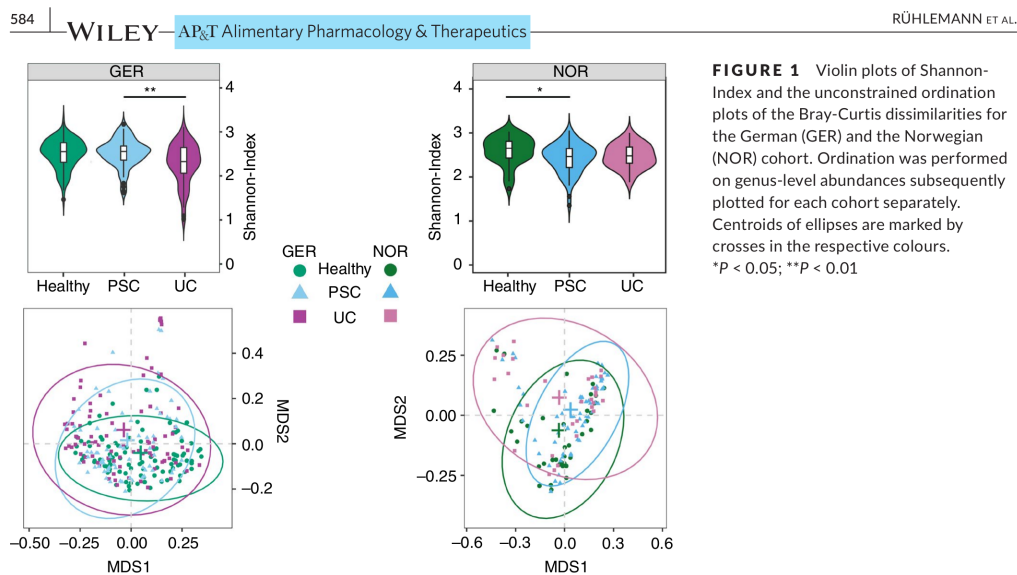 584
WILEY
AP&T Alimentary Pharmacology & Therapeutics
RÜHLEMANN ET AL.
GER
**
4
3
2
1
0
Shannon-Index
Healthy PSC UC
NOR
*
4
3
2
1
0
Shannon-Index
Healthy PSC UC
GER NOR
Healthy
PSC
UC
0.4
0.2
0.0
−0.2
MDS2
−0.50 −0.25 0.00 0.25
MDS1
0.25
0.00
−0.25
MDS2
−0.6 −0.3 0.0 0.3 0.6
MDS1
FIGURE 1 Violin plots of Shannon-
Index and the unconstrained ordination
plots of the Bray-Curtis dissimilarities for
the German (GER) and the Norwegian
(NOR) cohort. Ordination was performed
on genus-level abundances subsequently
plotted for each cohort separately.
Centroids of ellipses are marked by
crosses in the respective colours.
*P < 0.05; **P < 0.01